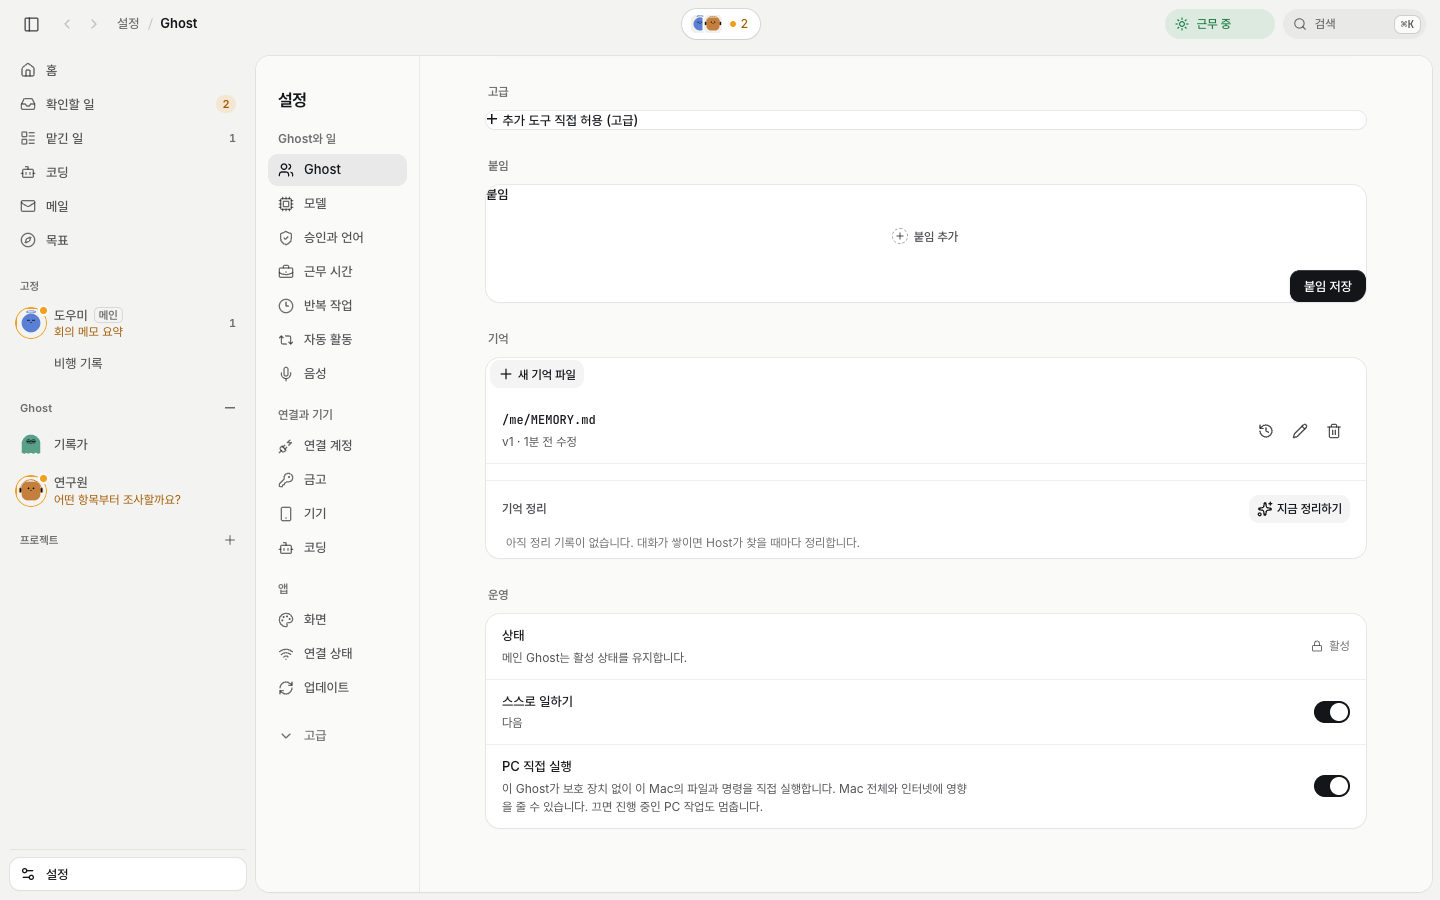 설정 / Ghost
2
근무 중
검색
⌘K
홈
확인할 일
2
맡긴 일
1
코딩
메일
목표
고정
도우미 메인
회의 메모 요약
1
비행 기록
Ghost
기록가
연구원
어떤 항목부터 조사할까요?
프로젝트
설정
설정
Ghost와 일
Ghost
모델
승인과 언어
근무 시간
반복 작업
자동 활동
음성
연결과 기기
연결 계정
금고
기기
코딩
앱
화면
연결 상태
업데이트
고급
고급
추가 도구 직접 허용 (고급)
붙임
붙임
붙임 추가
붙임 저장
기억
새 기억 파일
/me/MEMORY.md
v1 · 1분 전 수정
기억 정리
지금 정리하기
아직 정리 기록이 없습니다. 대화가 쌓이면 Host가 찾을 때마다 정리합니다.
운영
상태
메인 Ghost는 활성 상태를 유지합니다.
활성
스스로 일하기
다음
PC 직접 실행
이 Ghost가 보호 장치 없이 이 Mac의 파일과 명령을 직접 실행합니다. Mac 전체와 인터넷에 영향
을 줄 수 있습니다. 끄면 진행 중인 PC 작업도 멈춥니다.